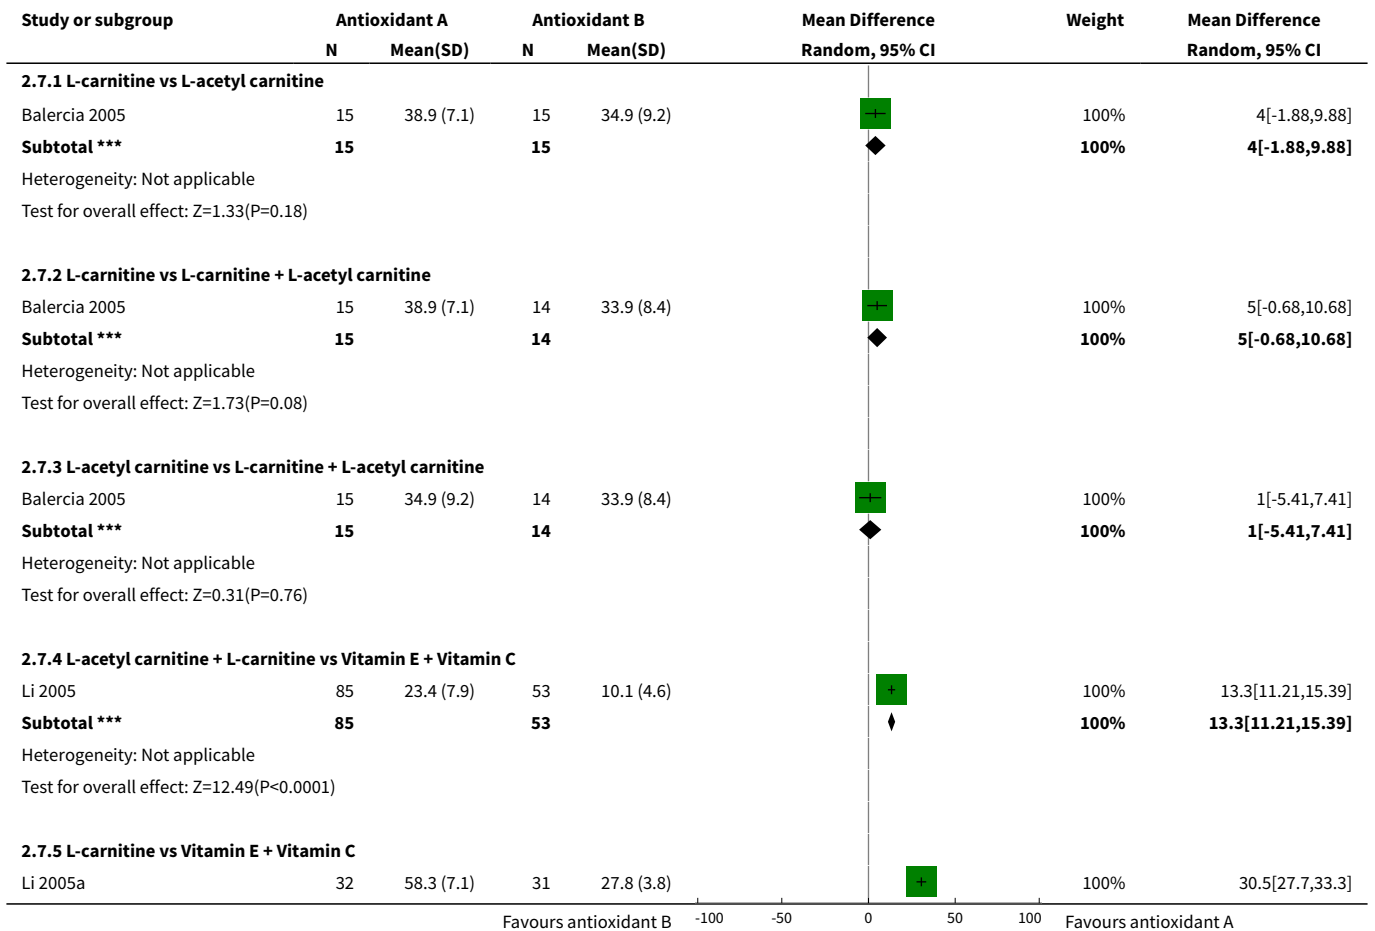 Study or subgroup Antioxidant A Antioxidant B Mean Difference Weight Mean Difference
N Mean(SD) N Mean(SD) Random, 95% CI Random, 95% CI
2.7.1 L-carnitine vs L-acetyl carnitine
Balercia 2005 15 38.9 (7.1) 15 34.9 (9.2) 100% 4[-1.88,9.88]
Subtotal *** 15 15 100% 4[-1.88,9.88]
Heterogeneity: Not applicable
Test for overall effect: Z=1.33(P=0.18)
2.7.2 L-carnitine vs L-carnitine + L-acetyl carnitine
Balercia 2005 15 38.9 (7.1) 14 33.9 (8.4) 100% 5[-0.68,10.68]
Subtotal *** 15 14 100% 5[-0.68,10.68]
Heterogeneity: Not applicable
Test for overall effect: Z=1.73(P=0.08)
2.7.3 L-acetyl carnitine vs L-carnitine + L-acetyl carnitine
Balercia 2005 15 34.9 (9.2) 14 33.9 (8.4) 100% 1[-5.41,7.41]
Subtotal *** 15 14 100% 1[-5.41,7.41]
Heterogeneity: Not applicable
Test for overall effect: Z=0.31(P=0.76)
2.7.4 L-acetyl carnitine + L-carnitine vs Vitamin E + Vitamin C
Li 2005 85 23.4 (7.9) 53 10.1 (4.6) 100% 13.3[11.21,15.39]
Subtotal *** 85 53 100% 13.3[11.21,15.39]
Heterogeneity: Not applicable
Test for overall effect: Z=12.49(P<0.0001)
2.7.5 L-carnitine vs Vitamin E + Vitamin C
Li 2005a 32 58.3 (7.1) 31 27.8 (3.8) 100% 30.5[27.7,33.3]
Favours antioxidant B -100 -50 0 50 100 Favours antioxidant A